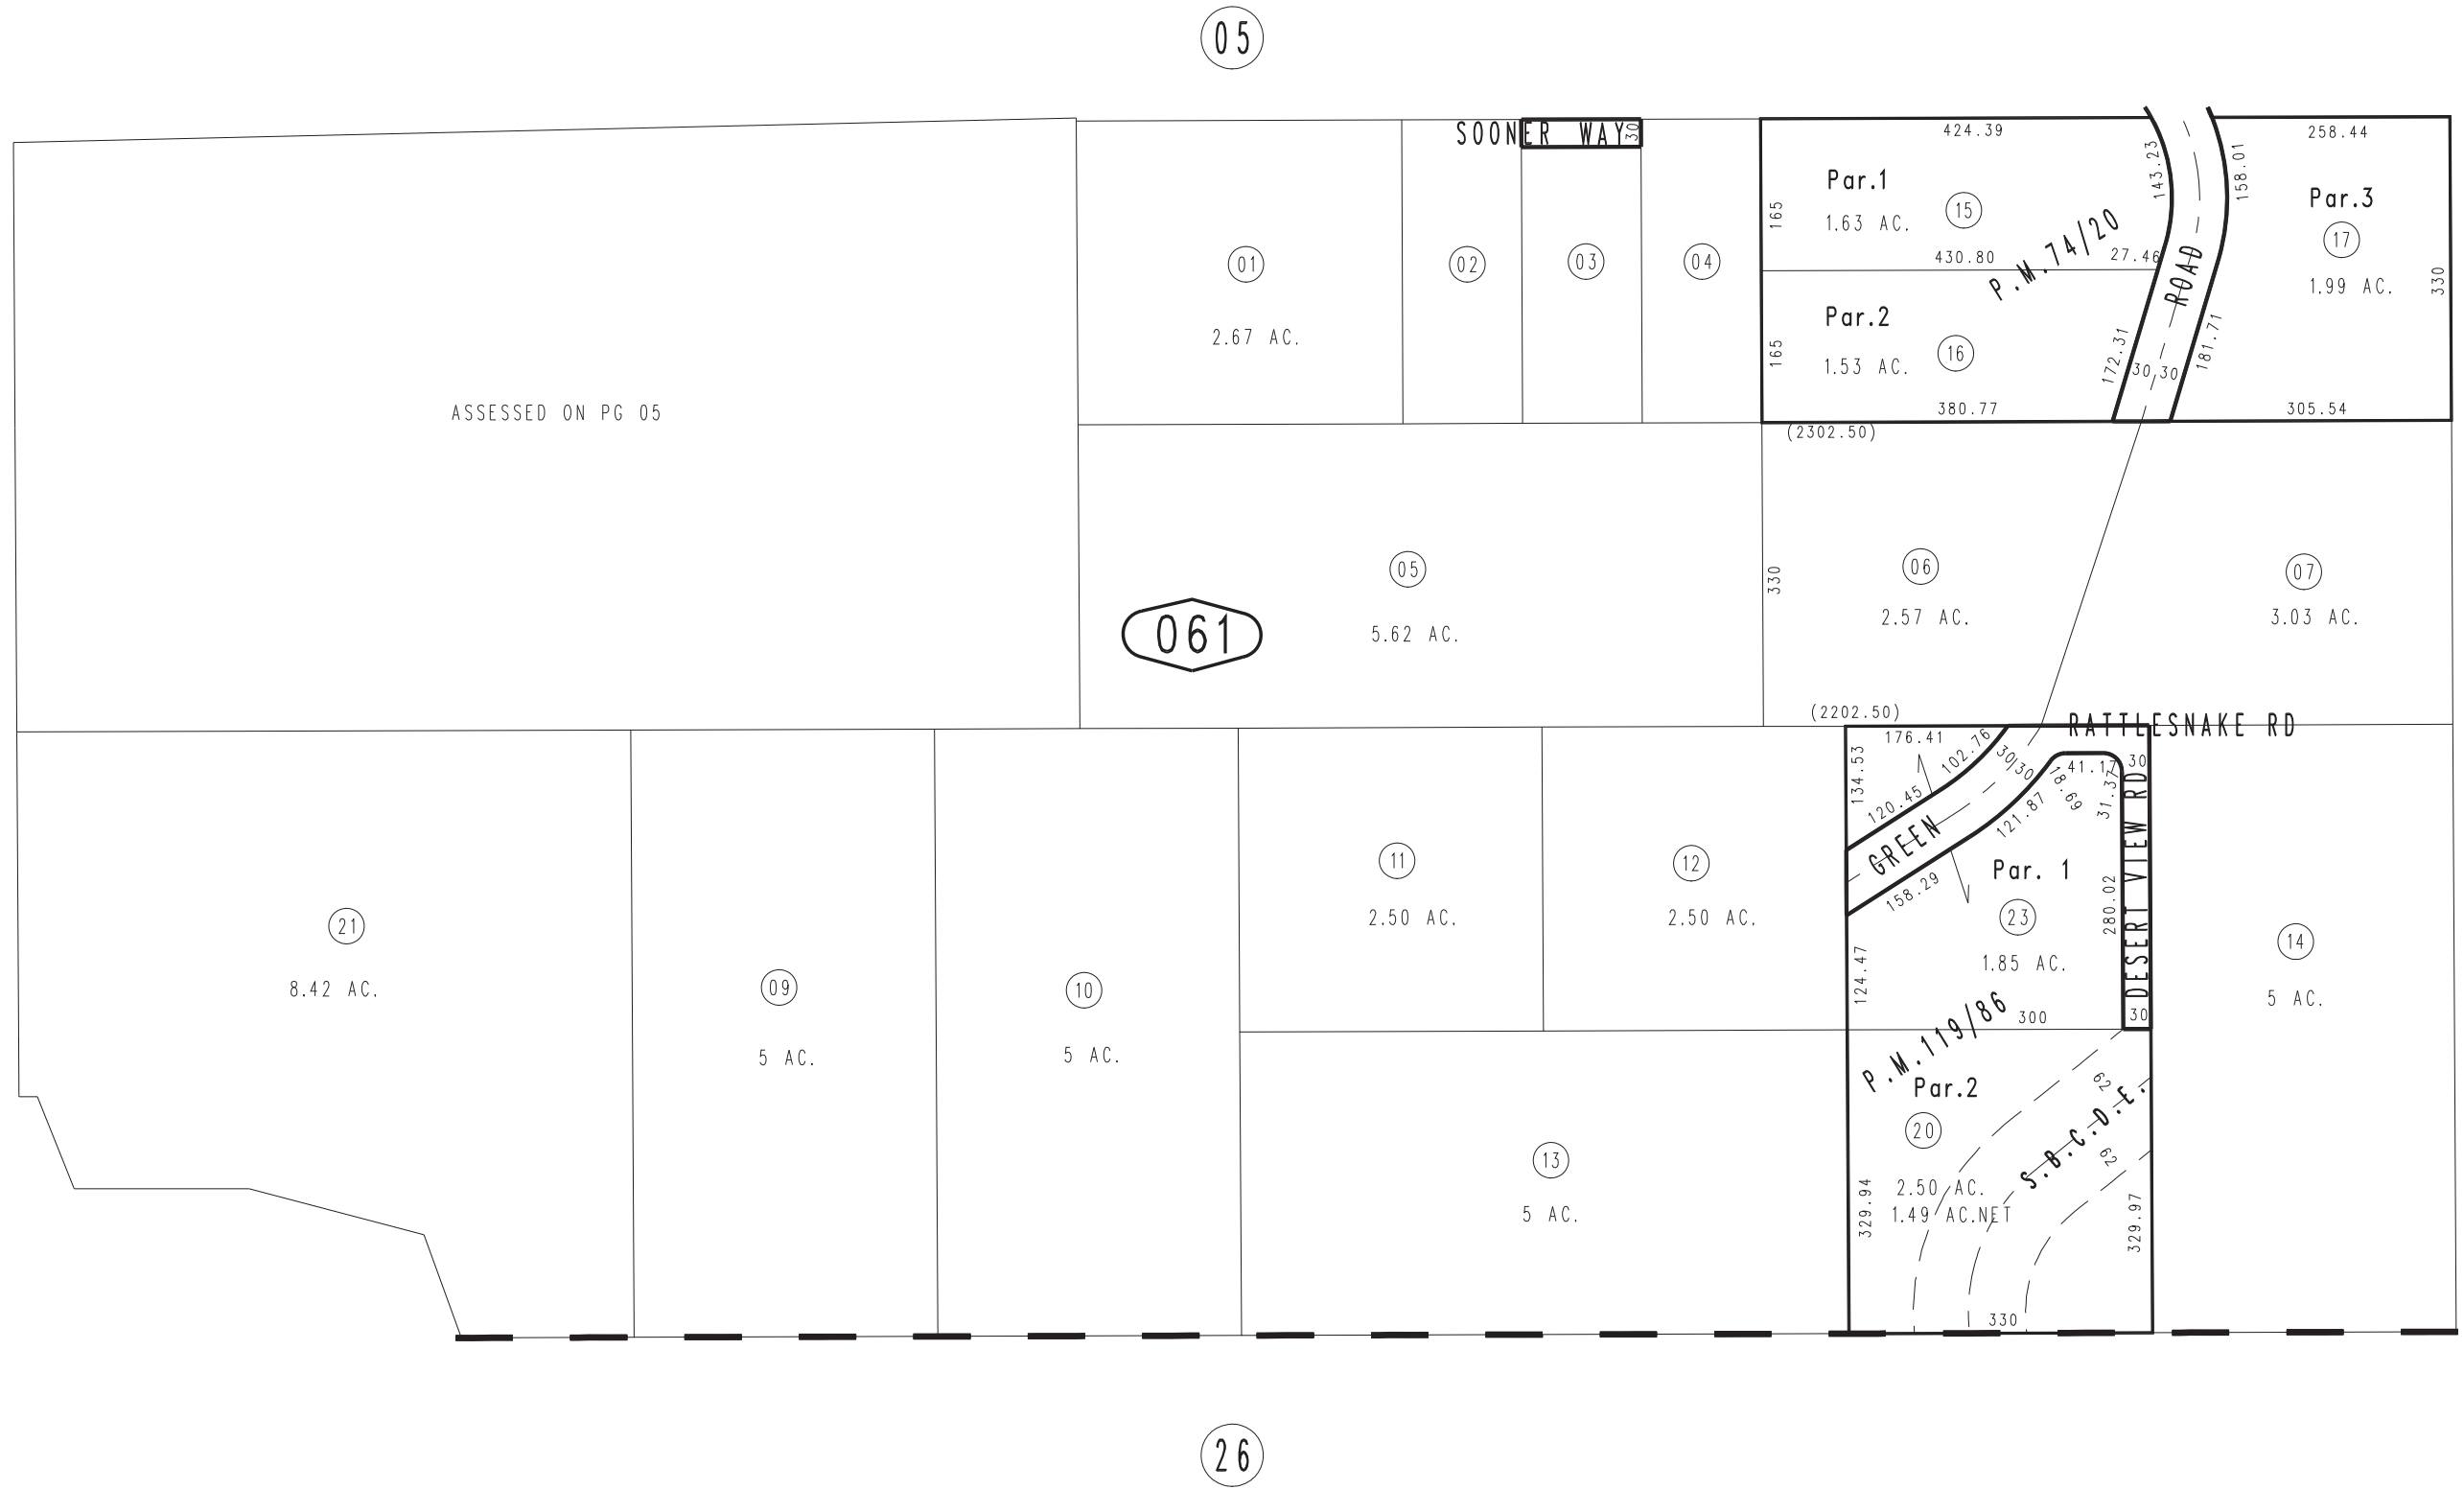 05
SOONER WAY
30
424.39
258.44
143.23
158.01
Par.1
1.63 AC.
15
165
430.80
27.46
P.M.74/20
Par.3
17
1.99 AC.
330
ROAD
01
2.67 AC.
02
03
04
Par.2
1.53 AC.
16
165
172.31
30
30
181.71
380.77
305.54
ASSESSED ON PG 05
(2302.50)
05
5.62 AC.
061
330
06
2.57 AC.
07
3.03 AC.
(2202.50)
RATTLESNAKE RD
176.41
134.53
102.76
120.45
30
30
41.17
30
18.69
31.37
121.87
GREEN
158.29
DESERT VIEW RD
Par. 1
23
1.85 AC.
280.02
124.47
300
30
11
2.50 AC.
12
2.50 AC.
21
8.42 AC.
09
5 AC.
10
5 AC.
14
5 AC.
P.M.119/86
Par.2
20
2.50 AC.
1.49 AC.NET
62
S.B.C.D.E.
62
329.94
329.97
330
13
5 AC.
26